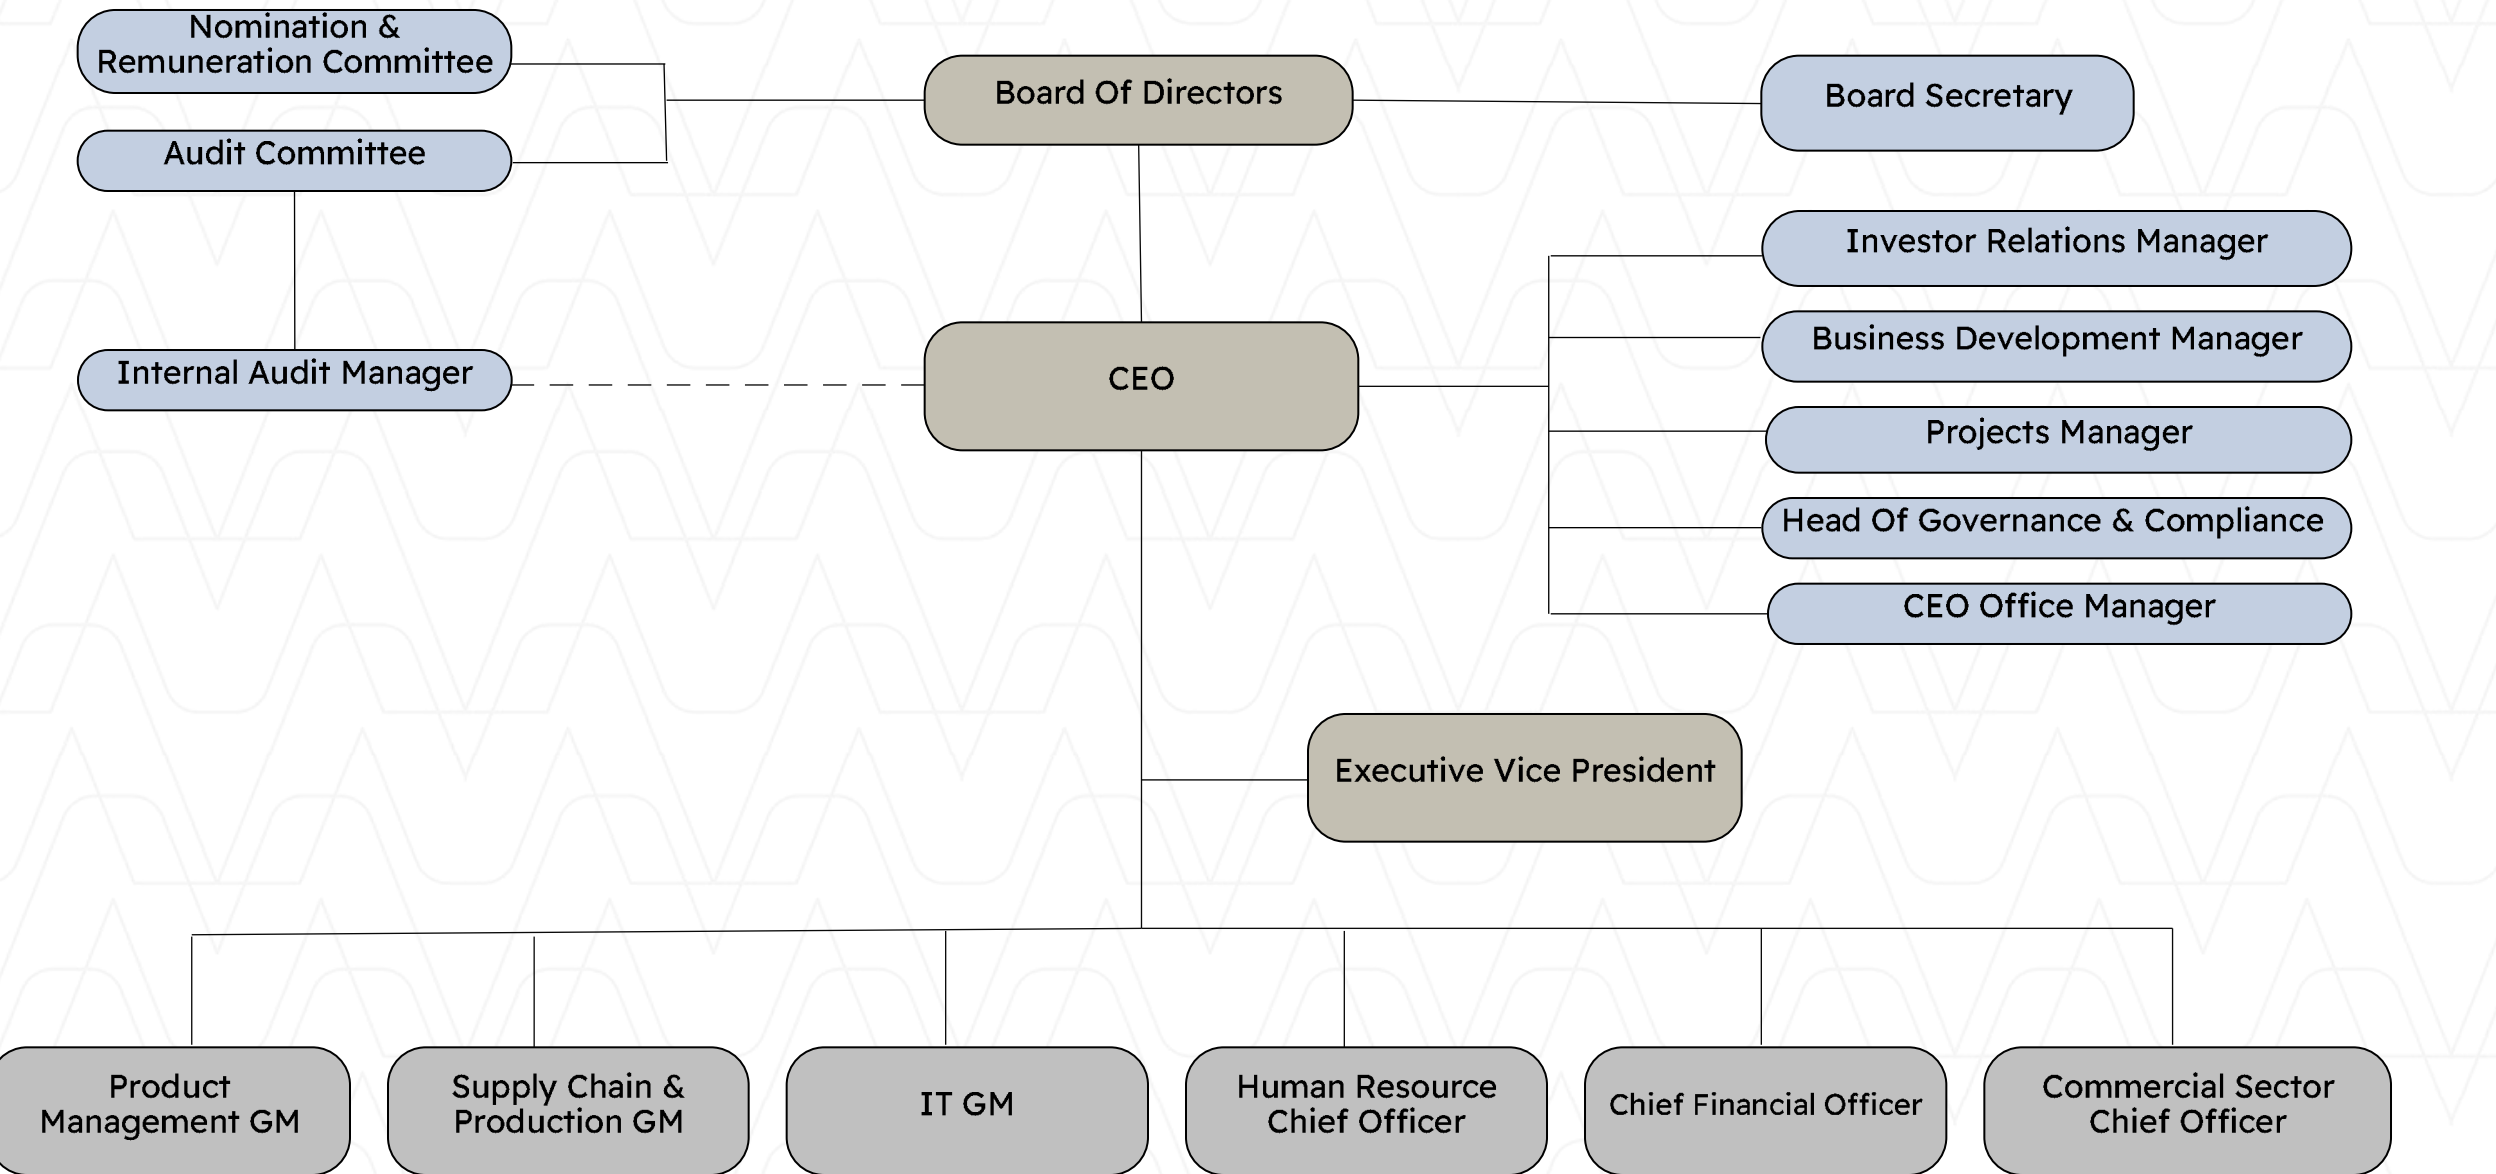 Nomination &
Remuneration Committee
Board Of Directors
Board Secretary
Audit Committee
Investor Relations Manager
Business Development Manager
Internal Audit Manager
CEO
Projects Manager
Head Of Governance & Compliance
CEO Office Manager
Executive Vice President
Product
Management GM
Supply Chain &
Production GM
IT GM
Human Resource
Chief Officer
Chief Financial Officer
Commercial Sector
Chief Officer